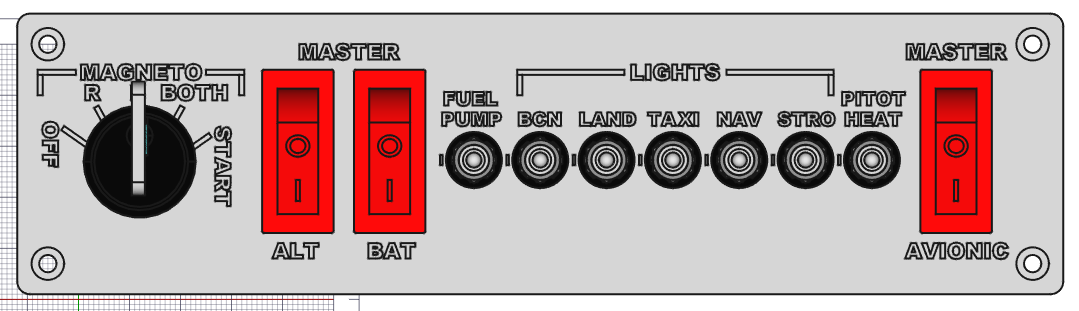 MASTER
MASTER
MAGNETO
LIGHTS
R
BOTH
FUEL
PUMP
BCN
LAND
TAXI
NAV
STRO
PITOT
HEAT
OFF
START
ALT
BAT
AVIONIC